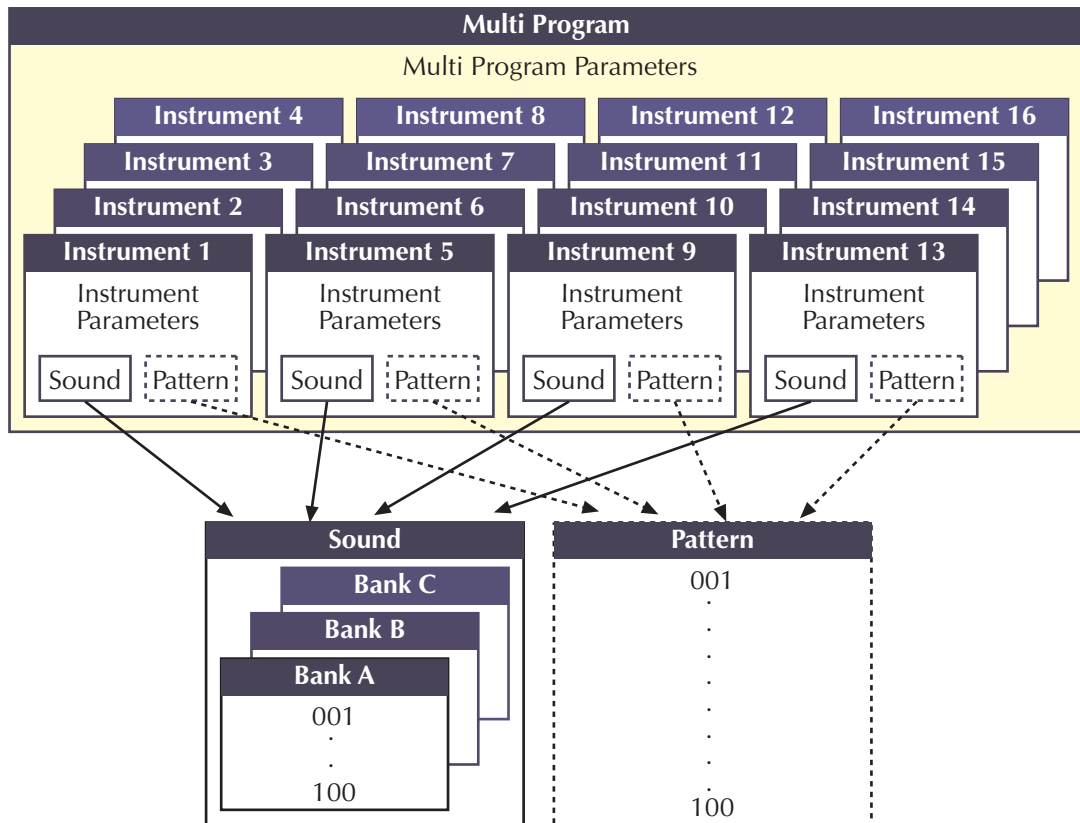 Multi Program
Multi Program Parameters
Instrument 4
Instrument 8
Instrument 12
Instrument 16
Instrument 3
Instrument 7
Instrument 11
Instrument 15
Instrument 2
Instrument 6
Instrument 10
Instrument 14
Instrument 1
Instrument 5
Instrument 9
Instrument 13
Instrument
Parameters
Instrument
Parameters
Instrument
Parameters
Instrument
Parameters
Sound
Pattern
Sound
Pattern
Sound
Pattern
Sound
Pattern
Sound
Bank C
Bank B
Bank A
001
.
.
100
Pattern
001
.
.
.
.
.
.
.
.
100